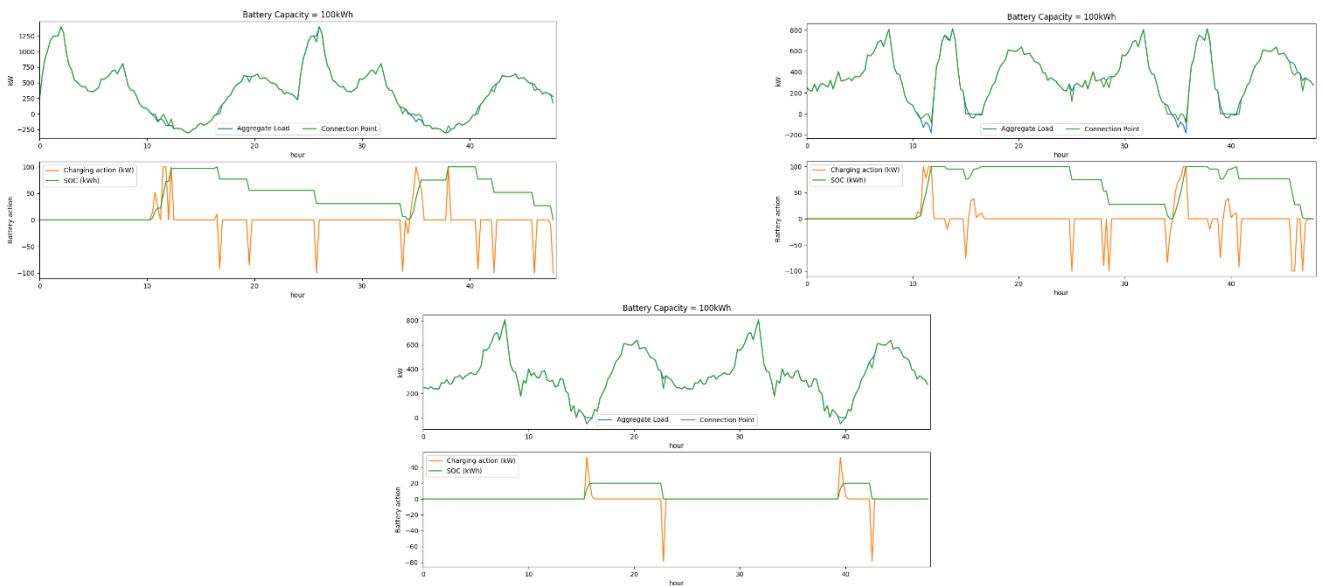 Battery Capacity = 100kWh
1250
1000
750
500
250
0
−250
kW
Aggregate Load
Connection Point
0
10
20
30
40
hour
100
50
0
−50
−100
Battery action
Charging action (kW)
SOC (kWh)
0
10
20
30
40
hour
Battery Capacity = 100kWh
800
600
400
200
0
−200
kW
Aggregate Load
Connection Point
0
10
20
30
40
hour
100
50
0
−50
−100
Battery action
Charging action (kW)
SOC (kWh)
0
10
20
30
40
hour
Battery Capacity = 100kWh
800
600
400
200
0
kW
Aggregate Load
Connection Point
0
10
20
30
40
hour
40
20
0
−20
−40
−60
−80
Battery action
Charging action (kW)
SOC (kWh)
0
10
20
30
40
hour